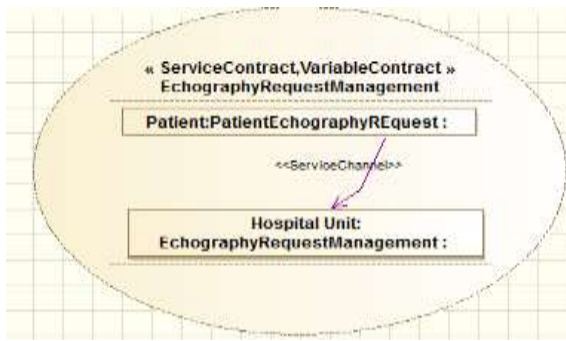 « ServiceContract,VariableContract »
EchographyRequestManagement
Patient:PatientEchographyREquest :
<<ServiceChannel>>
Hospital Unit:
EchographyRequestManagement :